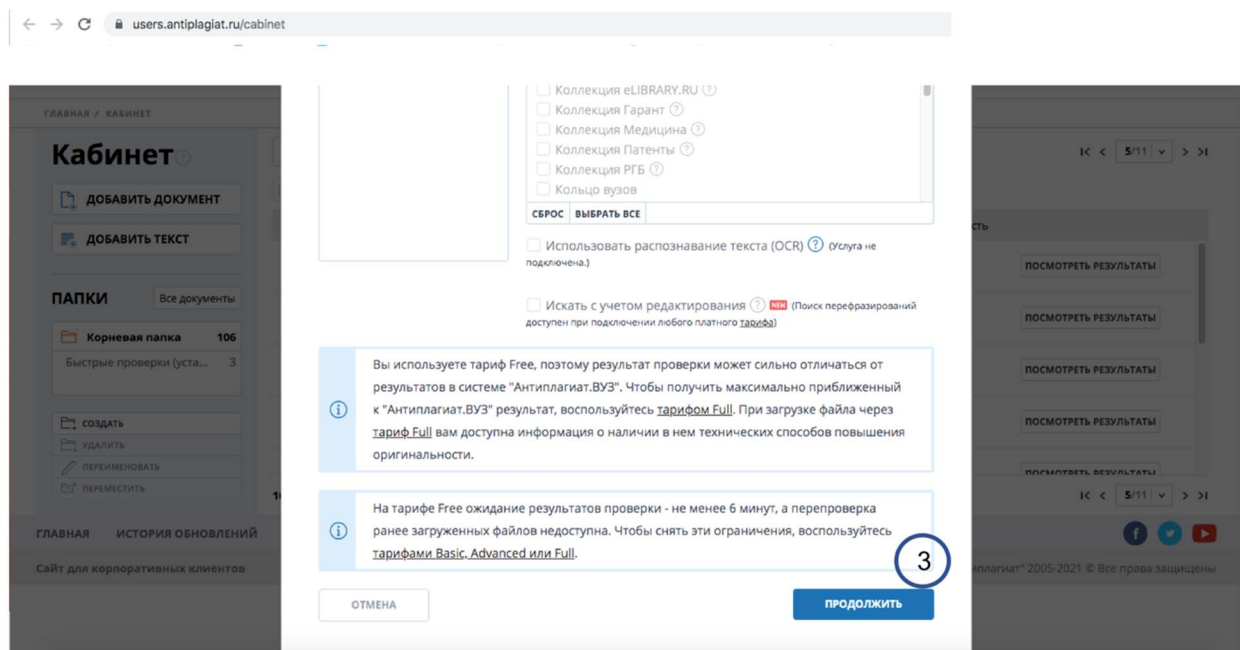 users.antiplagiat.ru/cabinet
ГЛАВНАЯ / КАБИНЕТ
Кабинет
ДОБАВИТЬ ДОКУМЕНТ
ДОБАВИТЬ ТЕКСТ
ПАПКИ
Все документы
Корневая папка 106
Быстрые проверки (уста... 3
СОЗДАТЬ
УДАЛИТЬ
ПЕРЕИМЕНОВАТЬ
ПЕРЕМЕСТИТЬ
ГЛАВНАЯ ИСТОРИЯ ОБНОВЛЕНИЙ
Сайт для корпоративных клиентов
Коллекция eLIBRARY.RU
Коллекция Гарант
Коллекция Медицина
Коллекция Патенты
Коллекция РГБ
Кольцо вузов
СБРОС ВЫБРАТЬ ВСЕ
Использовать распознавание текста (OCR) ? (Услуга не
подключена.)
Искать с учетом редактирования ? NEW (Поиск перефразирований
доступен при подключении любого платного тарифа)
Вы используете тариф Free, поэтому результат проверки может сильно отличаться от
результатов в системе "Антиплагиат.ВУЗ". Чтобы получить максимально приближенный
к "Антиплагиат.ВУЗ" результат, воспользуйтесь тарифом Full. При загрузке файла через
тариф Full вам доступна информация о наличии в нем технических способов повышения
оригинальности.
На тарифе Free ожидание результатов проверки - не менее 6 минут, а перепроверка
ранее загруженных файлов недоступна. Чтобы снять эти ограничения, воспользуйтесь
тарифами Basic, Advanced или Full.
3
ОТМЕНА
ПРОДОЛЖИТЬ
5/11
ПОСМОТРЕТЬ РЕЗУЛЬТАТЫ
ПОСМОТРЕТЬ РЕЗУЛЬТАТЫ
ПОСМОТРЕТЬ РЕЗУЛЬТАТЫ
ПОСМОТРЕТЬ РЕЗУЛЬТАТЫ
ПОСМОТРЕТЬ РЕЗУЛЬТАТЫ
5/11
2005-2021 © Все права защищены